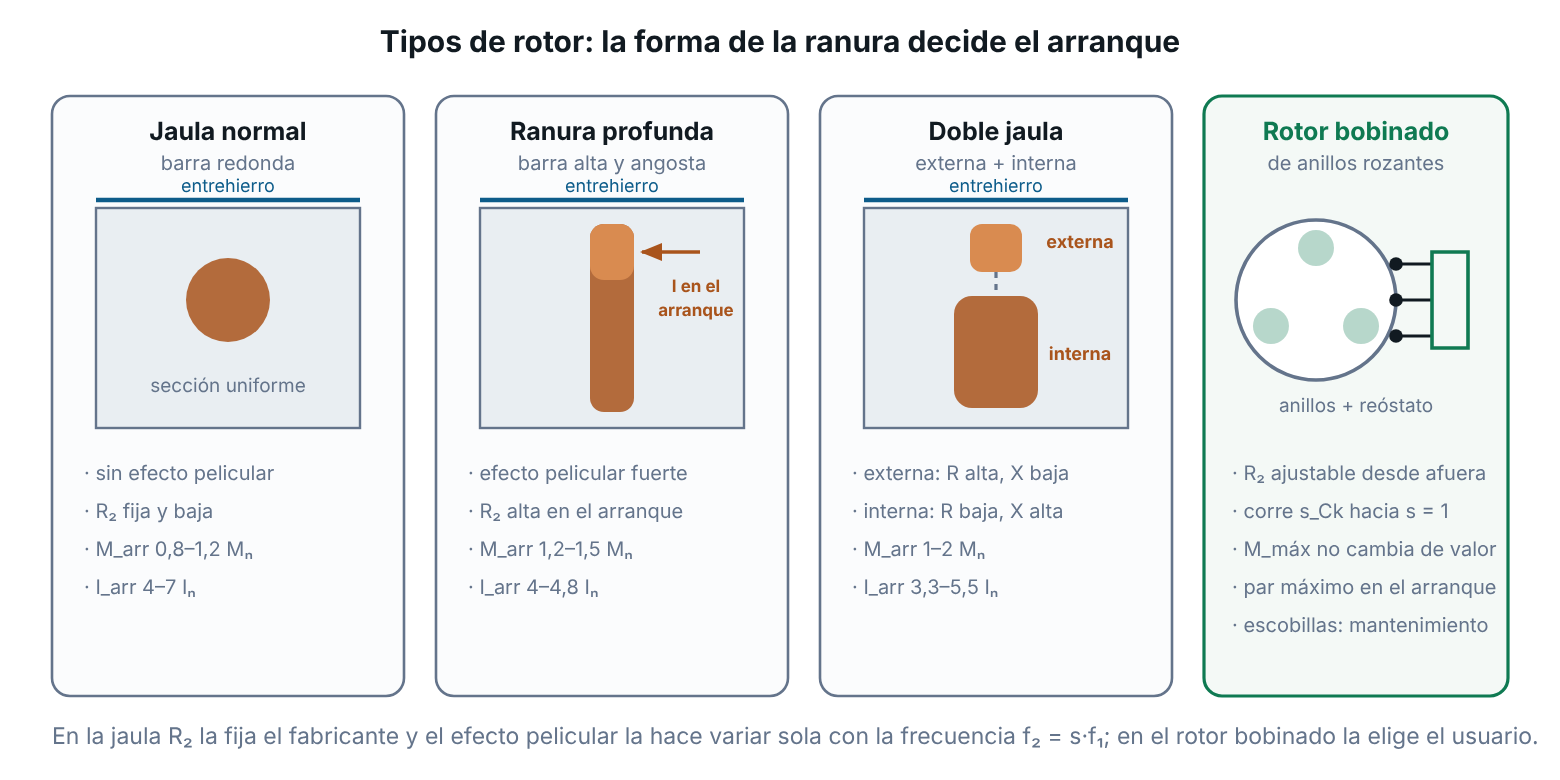 Tipos de rotor: la forma de la ranura decide el arranque
Jaula normal
barra redonda
entrehierro
sección uniforme
· sin efecto pelicular
· R₂ fija y baja
· M_arr 0,8–1,2 Mₙ
· I_arr 4–7 Iₙ
Ranura profunda
barra alta y angosta
entrehierro
I en el
arranque
· efecto pelicular fuerte
· R₂ alta en el arranque
· M_arr 1,2–1,5 Mₙ
· I_arr 4–4,8 Iₙ
Doble jaula
externa + interna
entrehierro
externa
interna
· externa: R alta, X baja
· interna: R baja, X alta
· M_arr 1–2 Mₙ
· I_arr 3,3–5,5 Iₙ
Rotor bobinado
de anillos rozantes
anillos + reóstato
· R₂ ajustable desde afuera
· corre s_Ck hacia s = 1
· M_máx no cambia de valor
· par máximo en el arranque
· escobillas: mantenimiento
En la jaula R₂ la fija el fabricante y el efecto pelicular la hace variar sola con la frecuencia f₂ = s·f₁; en el rotor bobinado la elige el usuario.